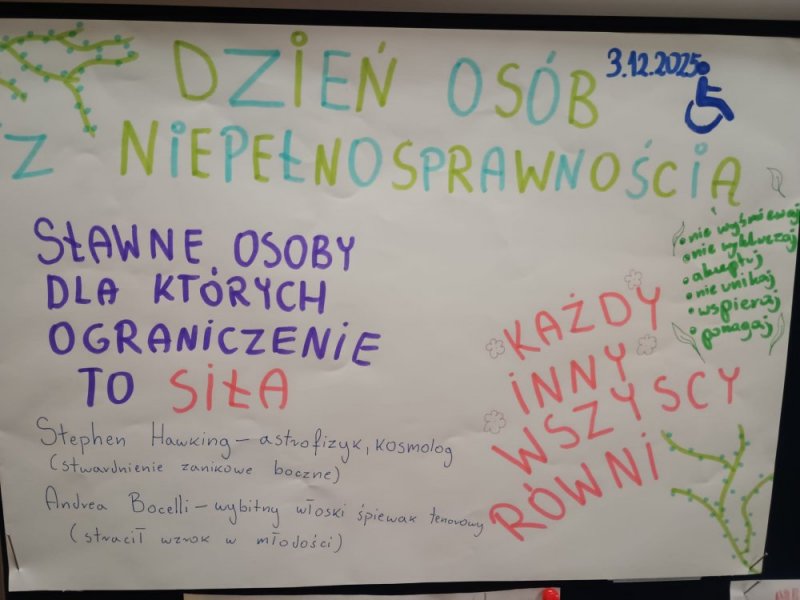 DZIEŃ OSÓB
3.12.2025
Z NIEPEŁNOSPRAWNOŚCIĄ
SŁAWNE OSOBY
DLA KTÓRYCH
OGRANICZENIE
TO SIŁA
Stephen Hawking – astrofizyk, kosmolog
(stwardnienie zanikowe boczne)
Andrea Bocelli – wybitny włoski śpiewak tenorowy
(stracił wzrok w młodości)
• nie wyśmiewaj
• nie wykluczaj
• akceptuj
• nie unikaj
• wspieraj
• pomagaj
KAŻDY
INNY
WSZYSCY
RÓWNI